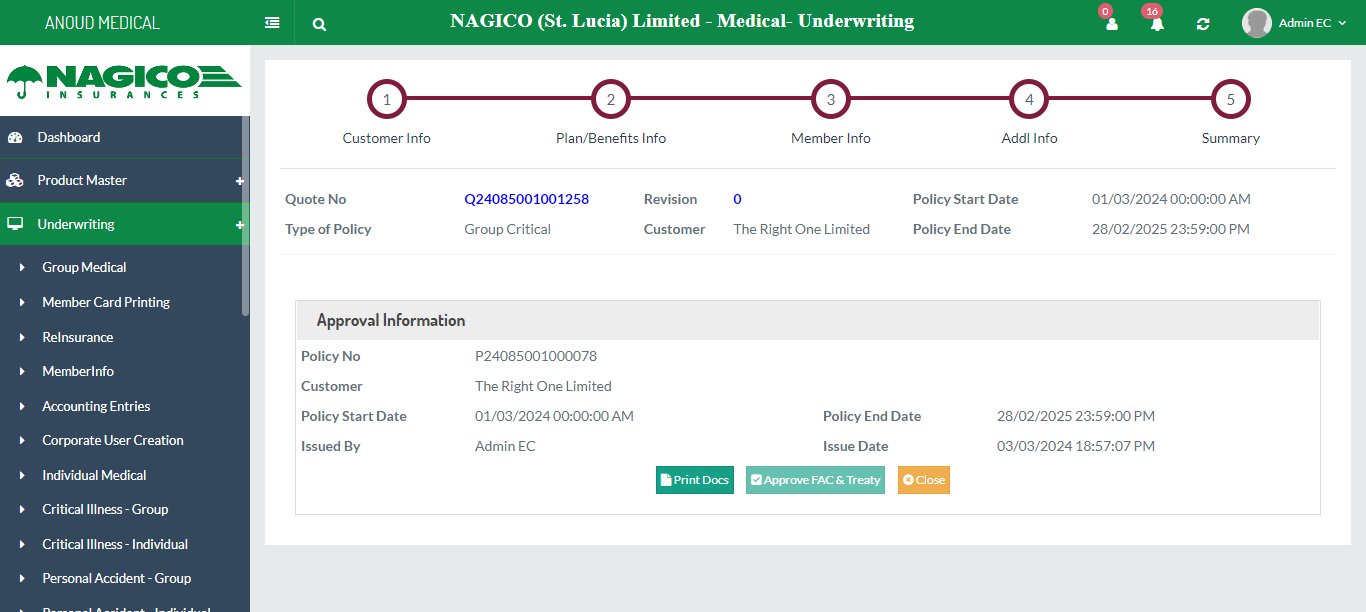 ANOUD MEDICAL
NAGICO (St. Lucia) Limited - Medical- Underwriting
0
16
Admin EC
NAGICO
INSURANCES
Dashboard
Product Master +
Underwriting +
Group Medical
Member Card Printing
ReInsurance
MemberInfo
Accounting Entries
Corporate User Creation
Individual Medical
Critical Illness - Group
Critical Illness - Individual
Personal Accident - Group
Personal Accident - Individual
1 2 3 4 5
Customer Info Plan/Benefits Info Member Info Addl Info Summary
Quote No Q24085001001258 Revision 0 Policy Start Date 01/03/2024 00:00:00 AM
Type of Policy Group Critical Customer The Right One Limited Policy End Date 28/02/2025 23:59:00 PM
Approval Information
Policy No P24085001000078
Customer The Right One Limited
Policy Start Date 01/03/2024 00:00:00 AM Policy End Date 28/02/2025 23:59:00 PM
Issued By Admin EC Issue Date 03/03/2024 18:57:07 PM
Print Docs Approve FAC & Treaty Close